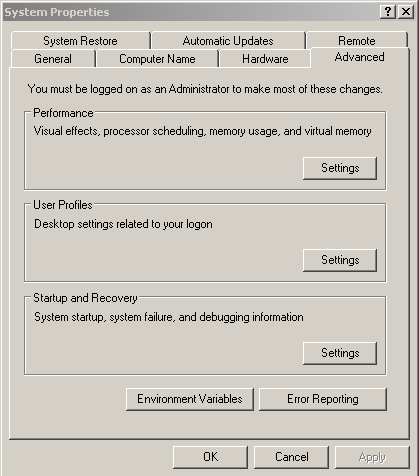 System Properties
System Restore Automatic Updates Remote
General Computer Name Hardware Advanced
You must be logged on as an Administrator to make most of these changes.
Performance
Visual effects, processor scheduling, memory usage, and virtual memory
Settings
User Profiles
Desktop settings related to your logon
Settings
Startup and Recovery
System startup, system failure, and debugging information
Settings
Environment Variables Error Reporting
OK Cancel Apply